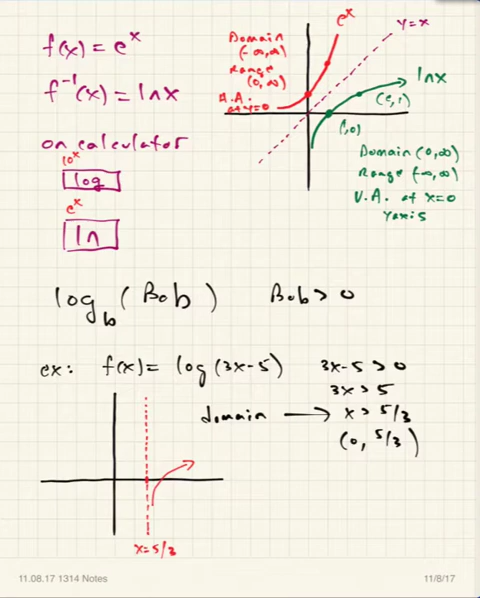 f(x) = e^x
f^-1(x) = ln x
on calculator
10^x
log
e^x
ln
Domain
(-∞,∞)
Range
(0,∞)
H.A.
at y=0
e^x
y=x
ln x
(e,1)
(1,0)
Domain (0,∞)
Range (-∞,∞)
V.A. at x=0
y axis
log_b (Bob) Bob > 0
ex: f(x) = log(3x-5) 3x-5 > 0
3x > 5
domain → x > 5/3
(0, 5/3)
x = 5/3
11.08.17 1314 Notes 11/8/17